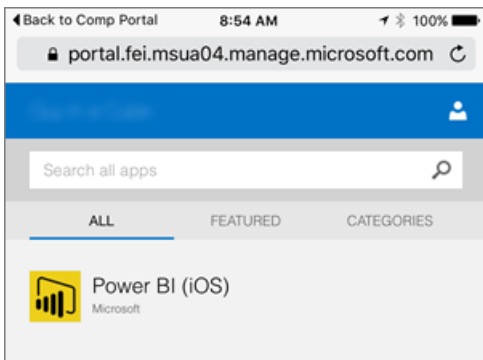 Back to Comp Portal 8:54 AM 100%
portal.fei.msua04.manage.microsoft.com
Search all apps
ALL FEATURED CATEGORIES
Power BI (iOS)
Microsoft